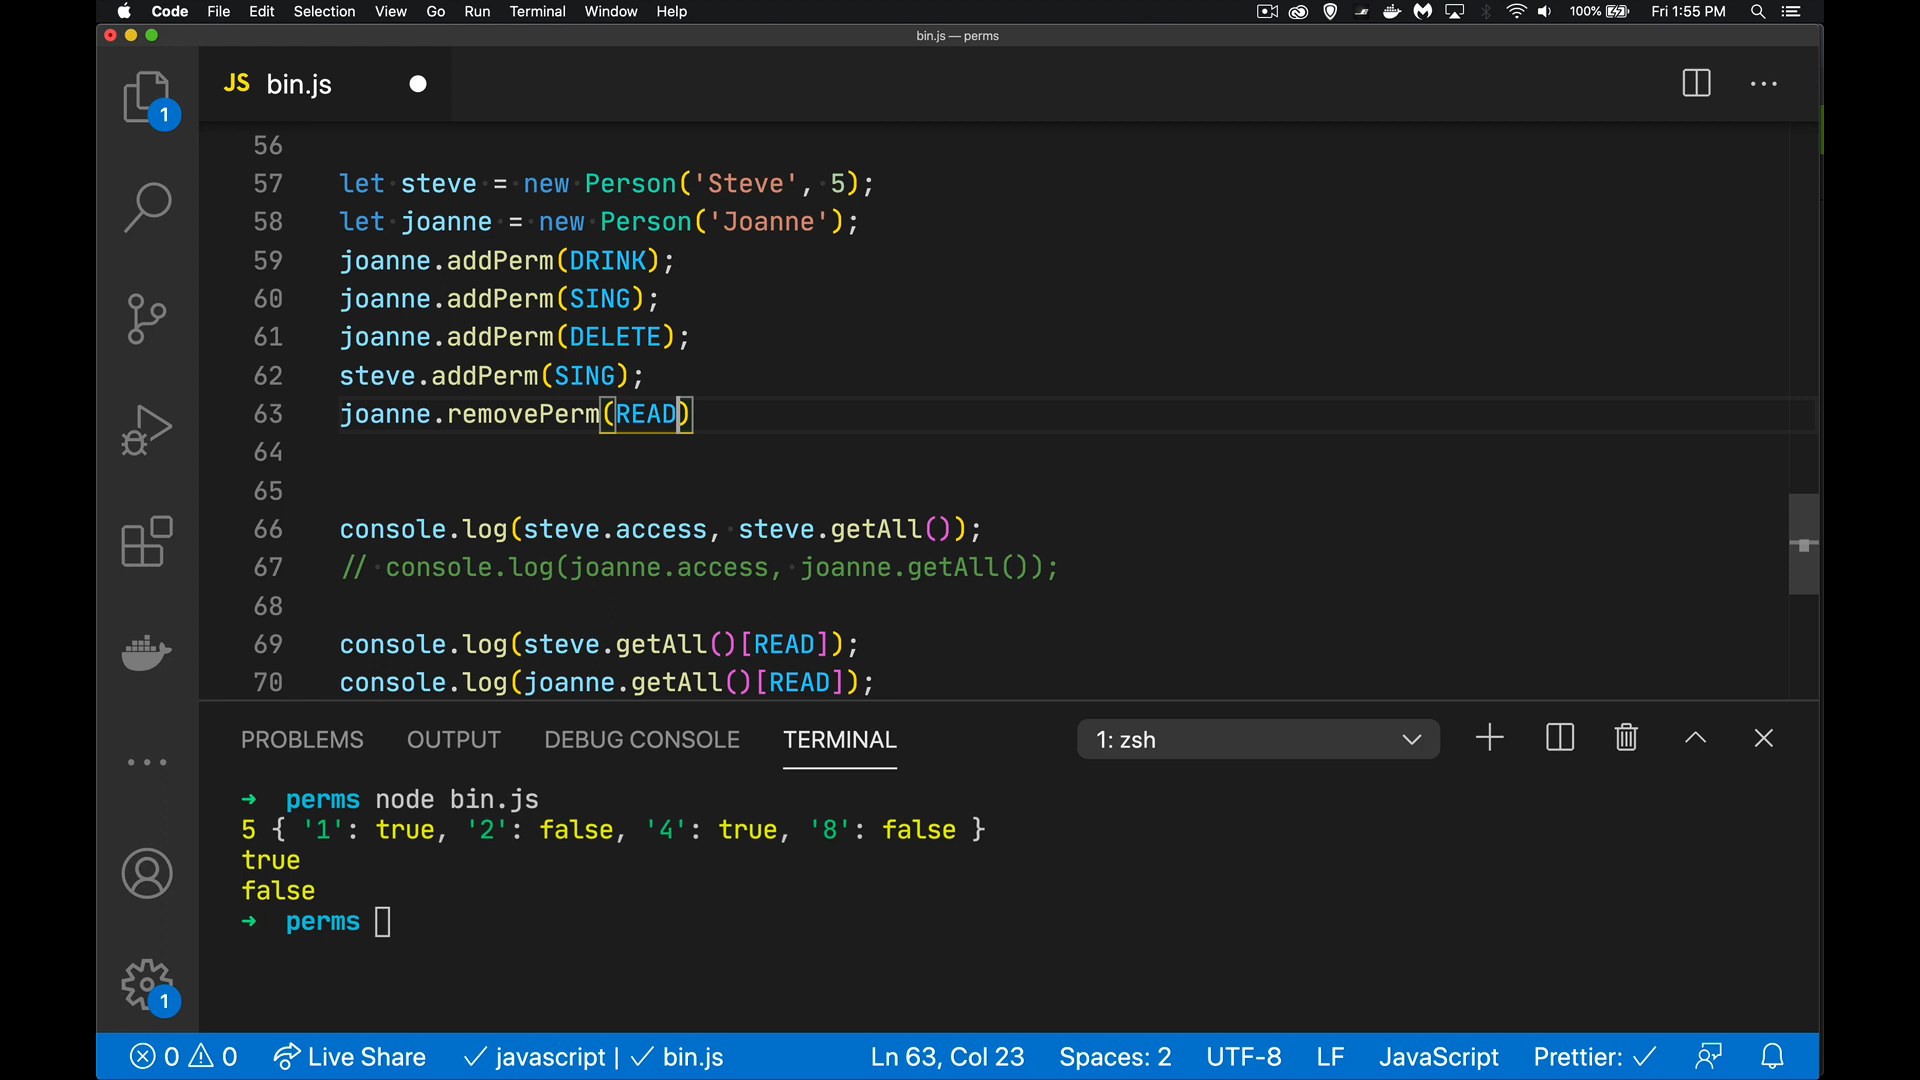 Code File Edit Selection View Go Run Terminal Window Help 100% Fri 1:55 PM
bin.js — perms
JS bin.js
1
56
57 let steve = new Person('Steve', 5);
58 let joanne = new Person('Joanne');
59 joanne.addPerm(DRINK);
60 joanne.addPerm(SING);
61 joanne.addPerm(DELETE);
62 steve.addPerm(SING);
63 joanne.removePerm(READ)
64
65
66 console.log(steve.access, steve.getAll());
67 // console.log(joanne.access, joanne.getAll());
68
69 console.log(steve.getAll()[READ]);
70 console.log(joanne.getAll()[READ]);
PROBLEMS OUTPUT DEBUG CONSOLE TERMINAL 1: zsh
➜ perms node bin.js
5 { '1': true, '2': false, '4': true, '8': false }
true
false
➜ perms
1
0 0 Live Share javascript | bin.js Ln 63, Col 23 Spaces: 2 UTF-8 LF JavaScript Prettier: ✓